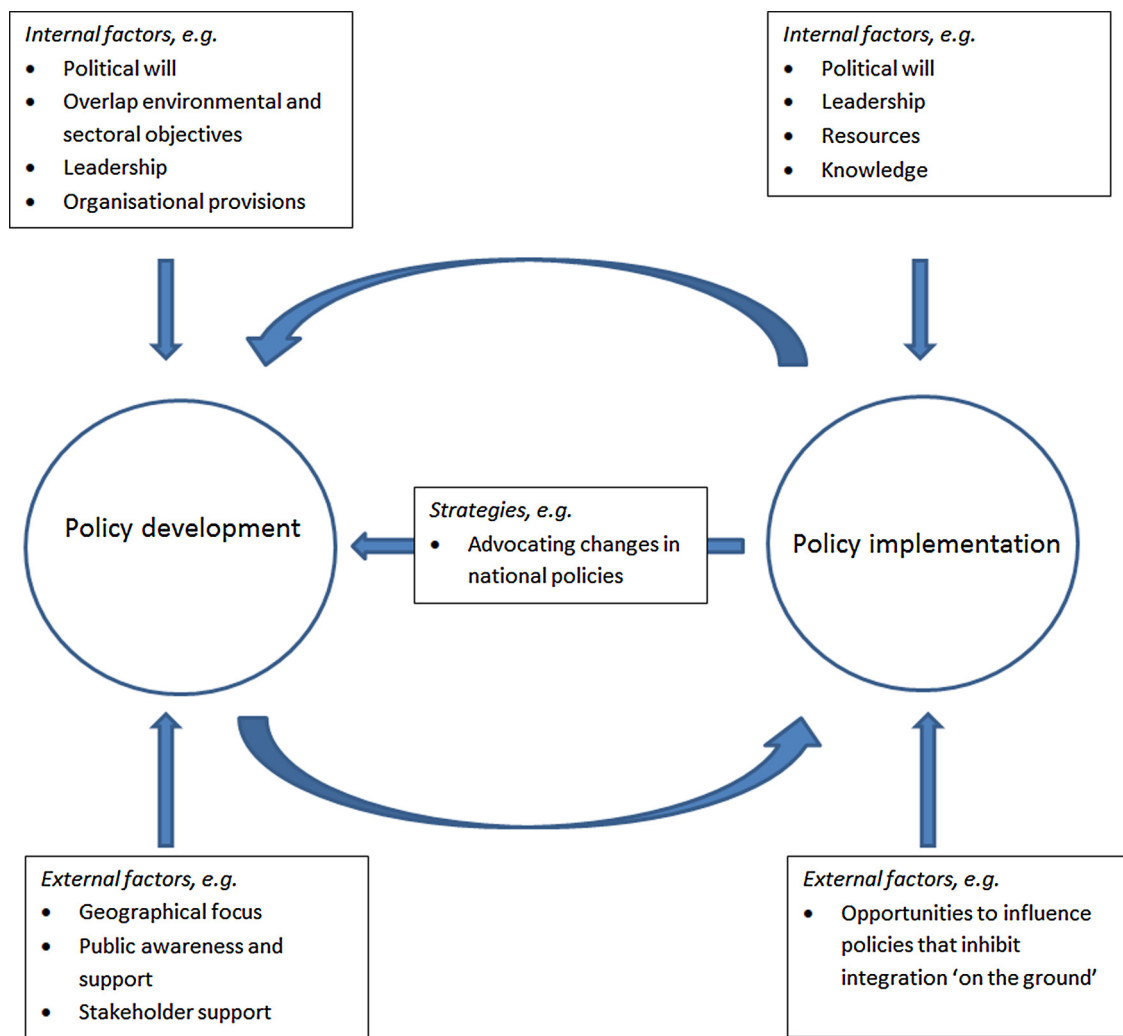 Internal factors, e.g.
• Political will
• Overlap environmental and
sectoral objectives
• Leadership
• Organisational provisions
Internal factors, e.g.
• Political will
• Leadership
• Resources
• Knowledge
Policy development
Strategies, e.g.
• Advocating changes in
national policies
Policy implementation
External factors, e.g.
• Geographical focus
• Public awareness and
support
• Stakeholder support
External factors, e.g.
• Opportunities to influence
policies that inhibit
integration ‘on the ground’